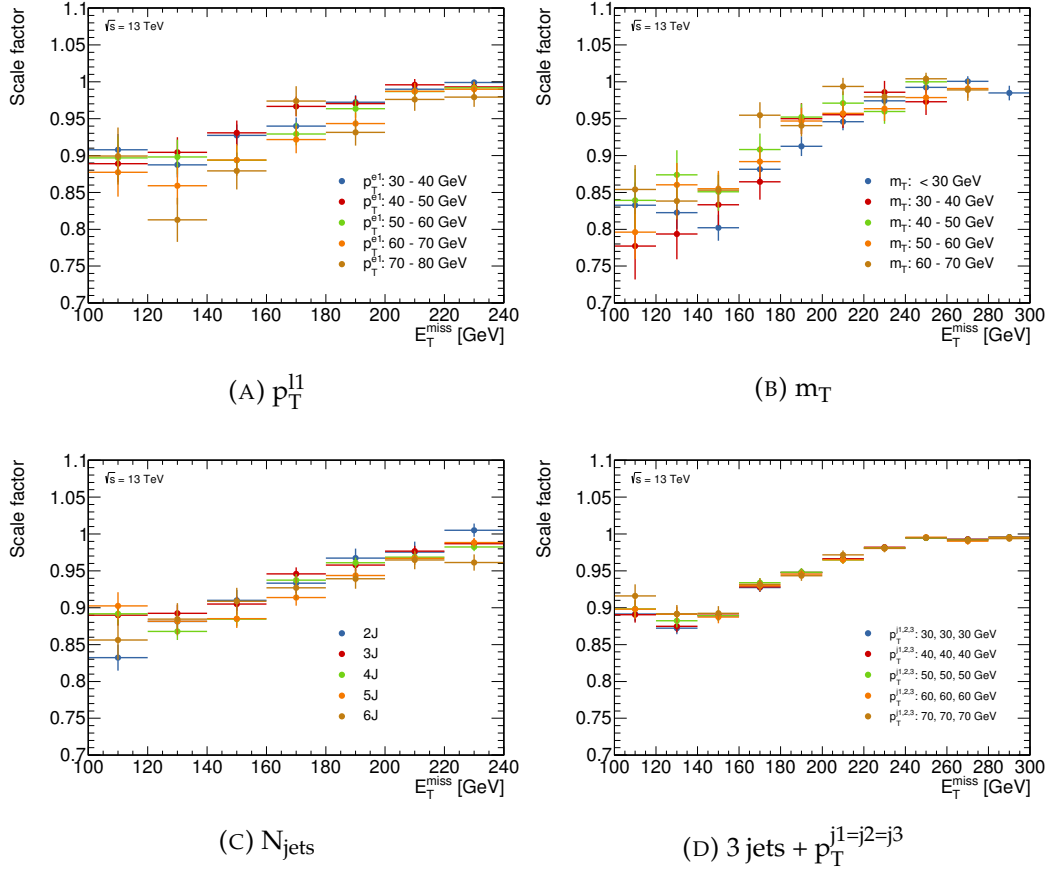 Scale factor
1.1
1.05
1
0.95
0.9
0.85
0.8
0.75
0.7
√s = 13 TeV
p_T^e1: 30 - 40 GeV
p_T^e1: 40 - 50 GeV
p_T^e1: 50 - 60 GeV
p_T^e1: 60 - 70 GeV
p_T^e1: 70 - 80 GeV
100 120 140 160 180 200 220 240
E_T^miss [GeV]
(A) p_T^l1
Scale factor
1.1
1.05
1
0.95
0.9
0.85
0.8
0.75
0.7
√s = 13 TeV
m_T: < 30 GeV
m_T: 30 - 40 GeV
m_T: 40 - 50 GeV
m_T: 50 - 60 GeV
m_T: 60 - 70 GeV
100 120 140 160 180 200 220 240 260 280 300
E_T^miss [GeV]
(B) m_T
Scale factor
1.1
1.05
1
0.95
0.9
0.85
0.8
0.75
0.7
√s = 13 TeV
2J
3J
4J
5J
6J
100 120 140 160 180 200 220 240
E_T^miss [GeV]
(C) N_jets
Scale factor
1.1
1.05
1
0.95
0.9
0.85
0.8
0.75
0.7
√s = 13 TeV
p_T^j1,2,3: 30, 30, 30 GeV
p_T^j1,2,3: 40, 40, 40 GeV
p_T^j1,2,3: 50, 50, 50 GeV
p_T^j1,2,3: 60, 60, 60 GeV
p_T^j1,2,3: 70, 70, 70 GeV
100 120 140 160 180 200 220 240 260 280 300
E_T^miss [GeV]
(D) 3 jets + p_T^j1=j2=j3